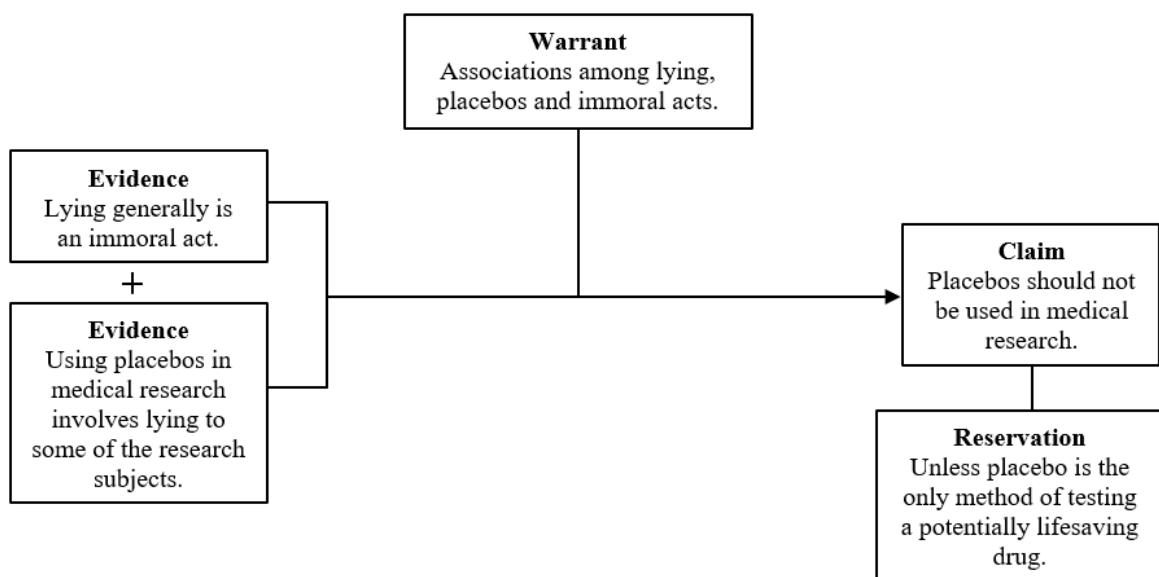 Warrant
Associations among lying,
placebos and immoral acts.
Evidence
Lying generally is
an immoral act.
+
Evidence
Using placebos in
medical research
involves lying to
some of the research
subjects.
Claim
Placebos should not
be used in medical
research.
Reservation
Unless placebo is the
only method of testing
a potentially lifesaving
drug.